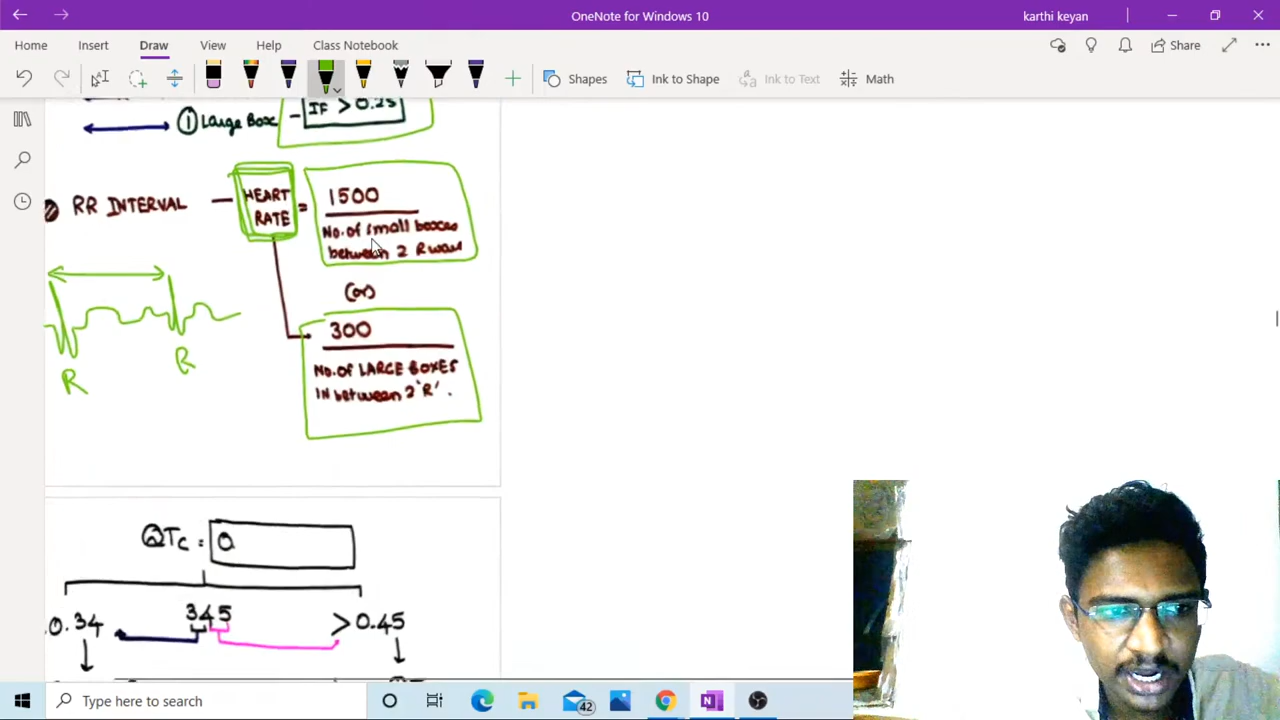 OneNote for Windows 10
karthi keyan
Home Insert Draw View Help Class Notebook
Share
Shapes Ink to Shape Ink to Text Math
① Large Box - IF > 0.25
RR INTERVAL - HEART RATE =
1500
No. of small boxes
between 2 R waves
(or)
300
No. of LARGE BOXES
IN between 2 'R'.
R R
QTc = 0.
0.34 345 > 0.45
Type here to search
42